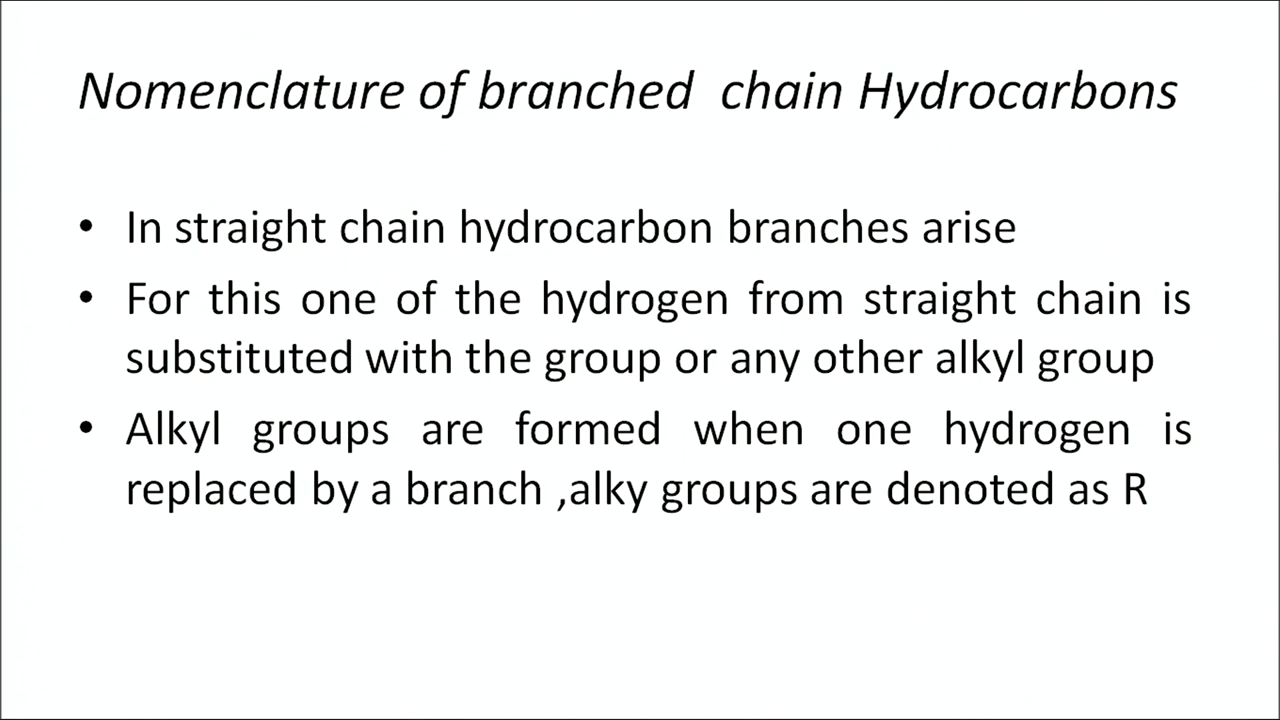 Nomenclature of branched chain Hydrocarbons
• In straight chain hydrocarbon branches arise
• For this one of the hydrogen from straight chain is
substituted with the group or any other alkyl group
• Alkyl groups are formed when one hydrogen is
replaced by a branch ,alky groups are denoted as R